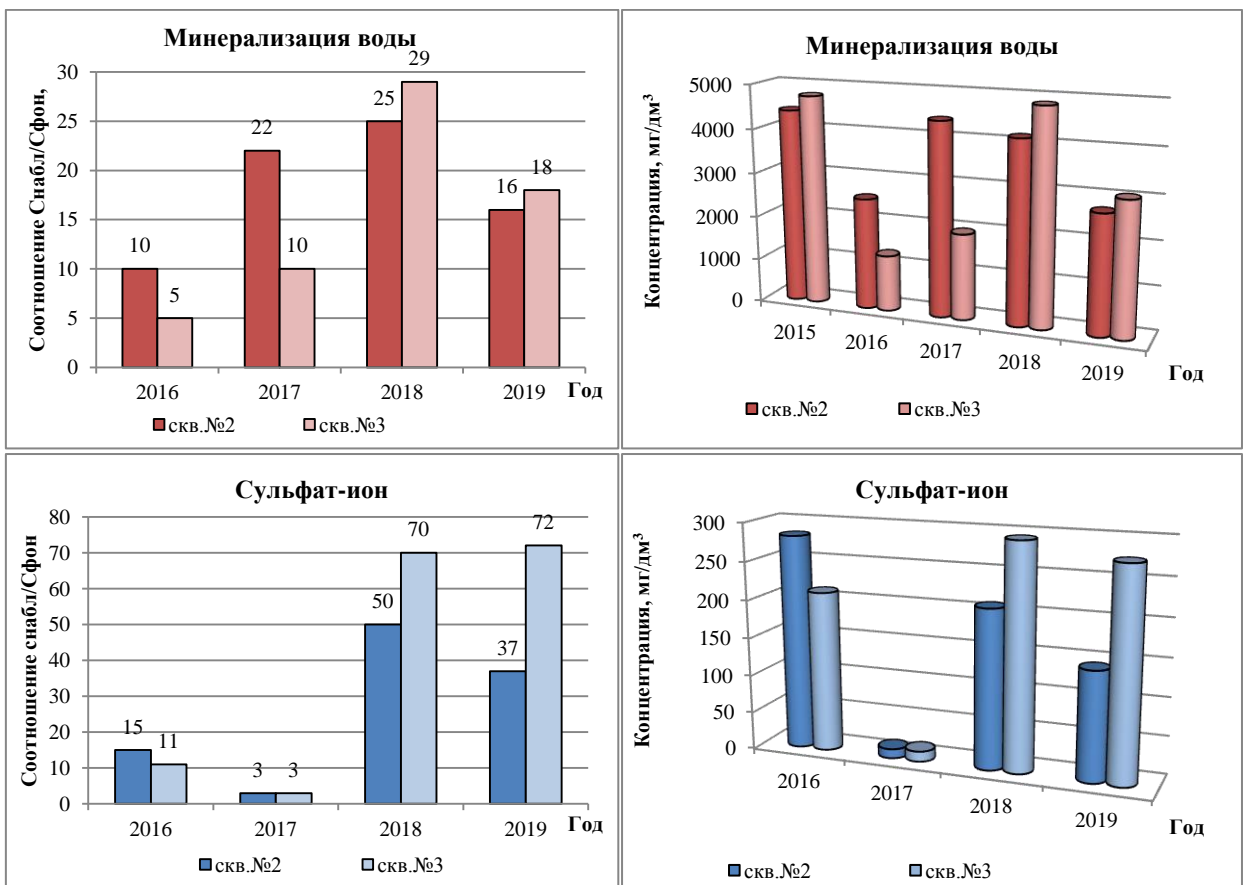 Минерализация воды
Соотношение Снабл/Сфон,
30
25
20
15
10
5
0
10
5
22
10
25
29
16
18
2016 2017 2018 2019 Год
скв.№2 скв.№3
Минерализация воды
Концентрация, мг/дм³
5000
4000
3000
2000
1000
0
2015 2016 2017 2018 2019 Год
скв.№2 скв.№3
Сульфат-ион
Соотношение снабл/Сфон
80
70
60
50
40
30
20
10
0
15
11
3
3
50
70
37
72
2016 2017 2018 2019 Год
скв.№2 скв.№3
Сульфат-ион
Концентрация, мг/дм³
300
250
200
150
100
50
0
2016 2017 2018 2019 Год
скв.№2 скв.№3